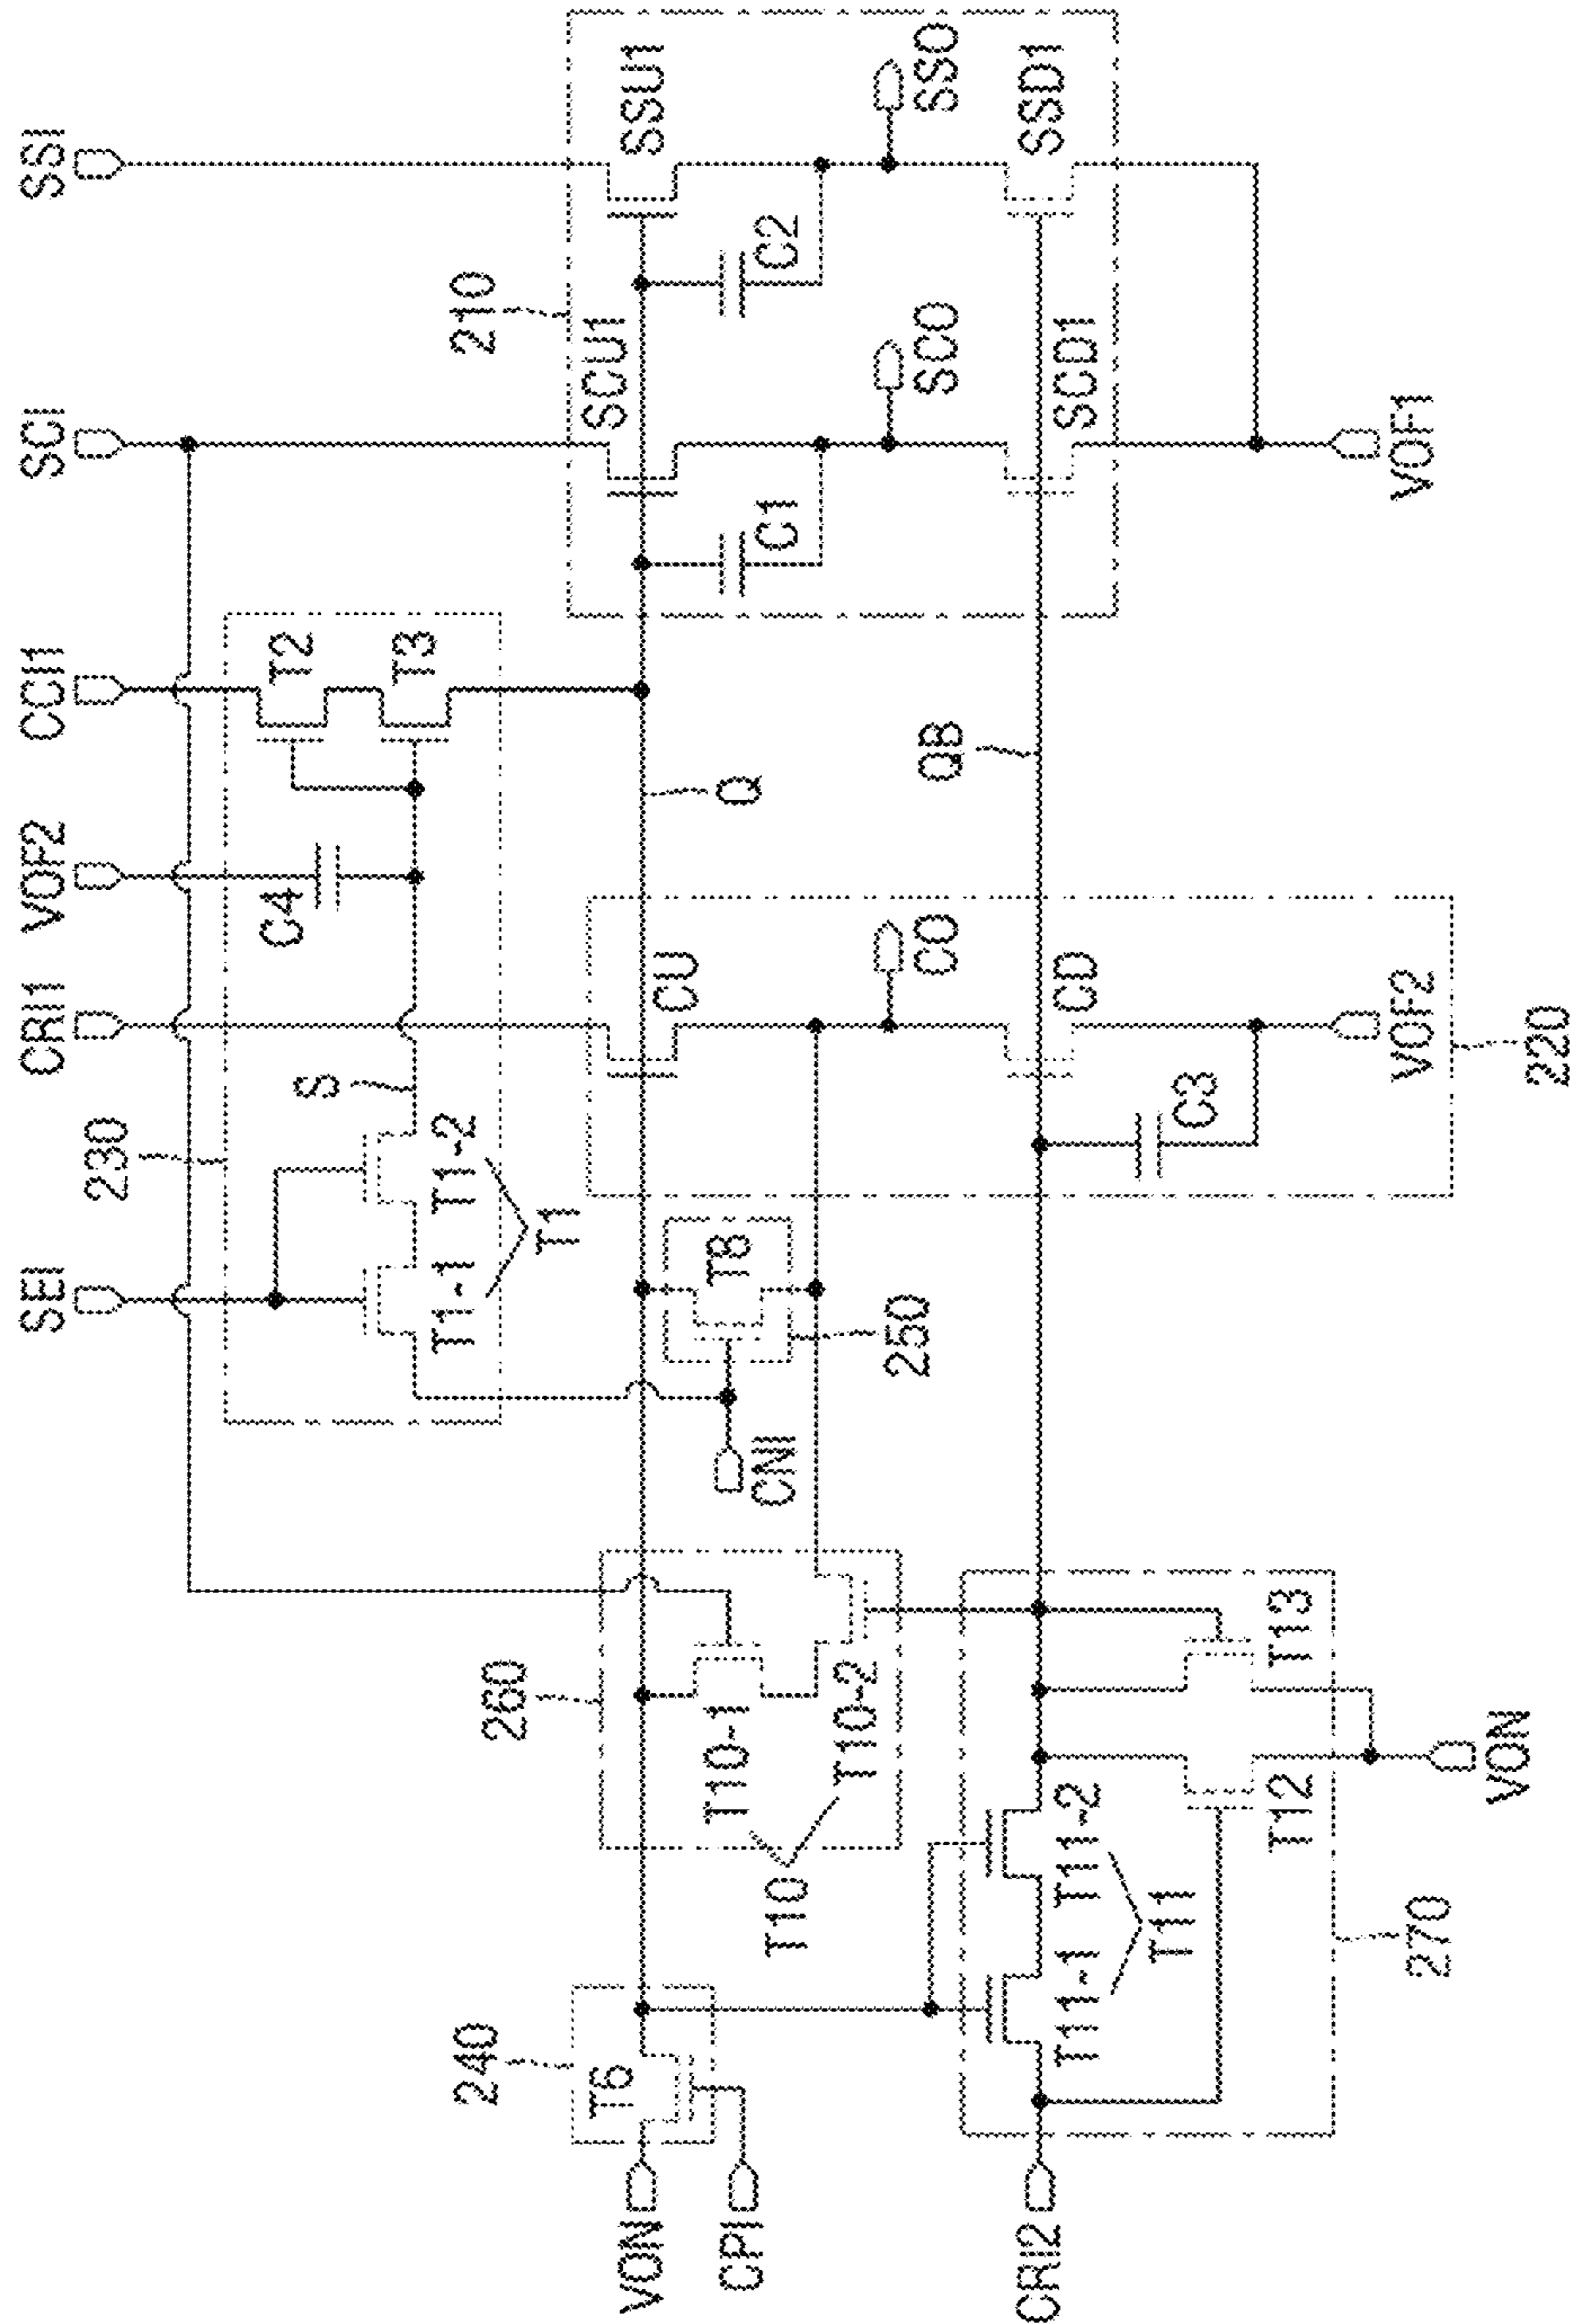 SEI
CRI1
VOF2
CCI1
SCI
SSI
230
C4
T2
S
T3
T1-1
T1-2
240
260
210
T1
T6
SCU1
VON
CU
SSU1
T10-1
T8
CPI
Q
CNI
C1
C2
T10
T10-2
250
CO
QB
SCO
SSO
CRI2
SSD1
T11-1
T11-2
CD
SCD1
T11
C3
T12
T13
VOF2
VOF1
270
VON
220